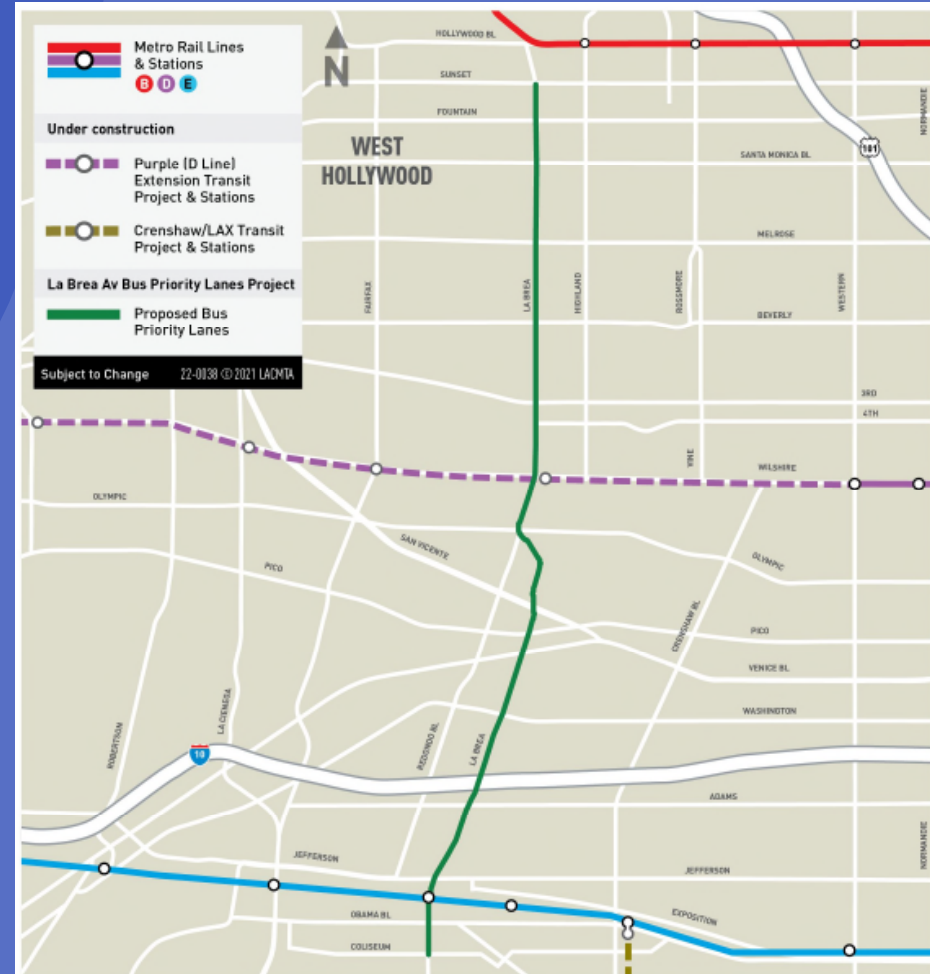 Metro Rail Lines
& Stations
B D E
Under construction
Purple (D Line)
Extension Transit
Project & Stations
Crenshaw/LAX Transit
Project & Stations
La Brea Av Bus Priority Lanes Project
Proposed Bus
Priority Lanes
Subject to Change 22-0038 © 2021 LACMTA
N
HOLLYWOOD BL
SUNSET
FOUNTAIN
WEST
HOLLYWOOD
SANTA MONICA BL
101
NORMANDIE
MELROSE
FAIRFAX
LA BREA
HIGHLAND
ROSSMORE
WESTERN
BEVERLY
3RD
4TH
VINE
WILSHIRE
OLYMPIC
SAN VICENTE
OLYMPIC
PICO
CRENSHAW BL
PICO
VENICE BL
WASHINGTON
ROBERTSON
LA CIENEGA
REDONDO BL
LA BREA
10
ADAMS
NORMANDIE
JEFFERSON
JEFFERSON
OBAMA BL
EXPOSITION
COLISEUM